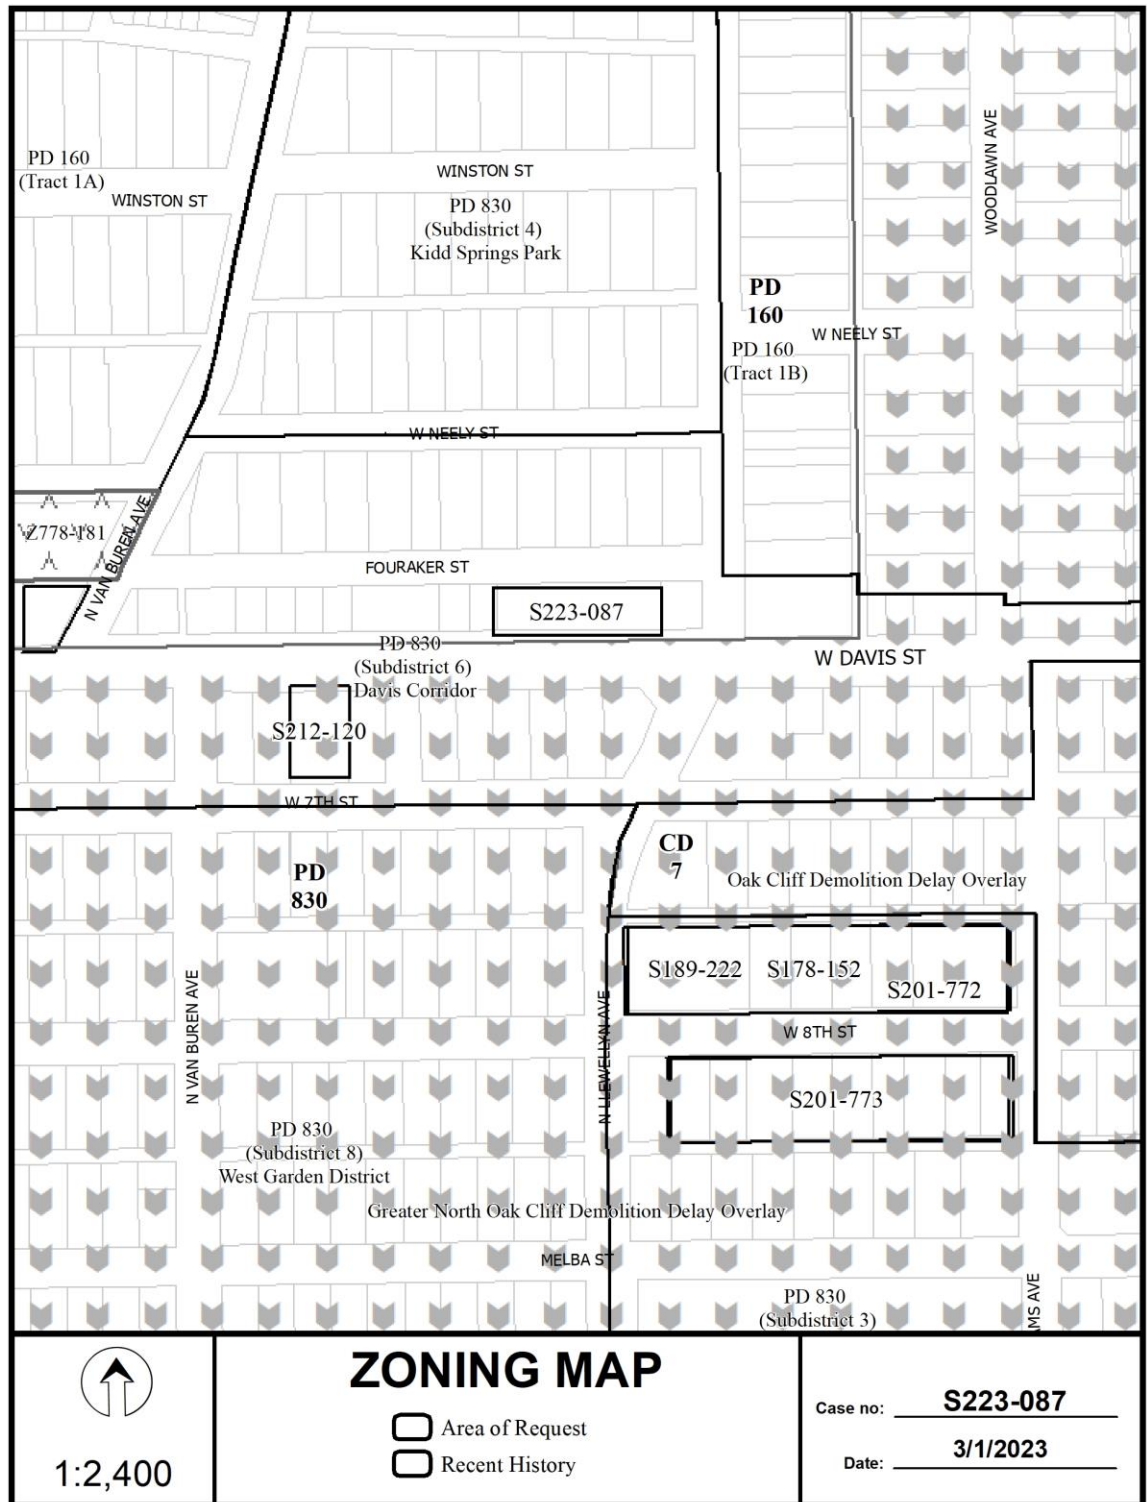 PD 160
(Tract 1A)
WINSTON ST
WINSTON ST
PD 830
(Subdistrict 4)
Kidd Springs Park
WOODLAWN AVE
PD
160
W NEELY ST
PD 160
(Tract 1B)
W NEELY ST
Z778-181
N VAN BUREN AVE
FOURAKER ST
S223-087
PD 830
(Subdistrict 6)
Davis Corridor
W DAVIS ST
S212-120
W 7TH ST
CD
7
PD
830
Oak Cliff Demolition Delay Overlay
S189-222
S178-152
S201-772
N VAN BUREN AVE
N LLEWELLYN AVE
W 8TH ST
S201-773
PD 830
(Subdistrict 8)
West Garden District
Greater North Oak Cliff Demolition Delay Overlay
MELBA ST
PD 830
(Subdistrict 3)
AMS AVE
1:2,400
ZONING MAP
Area of Request
Recent History
Case no: S223-087
Date: 3/1/2023